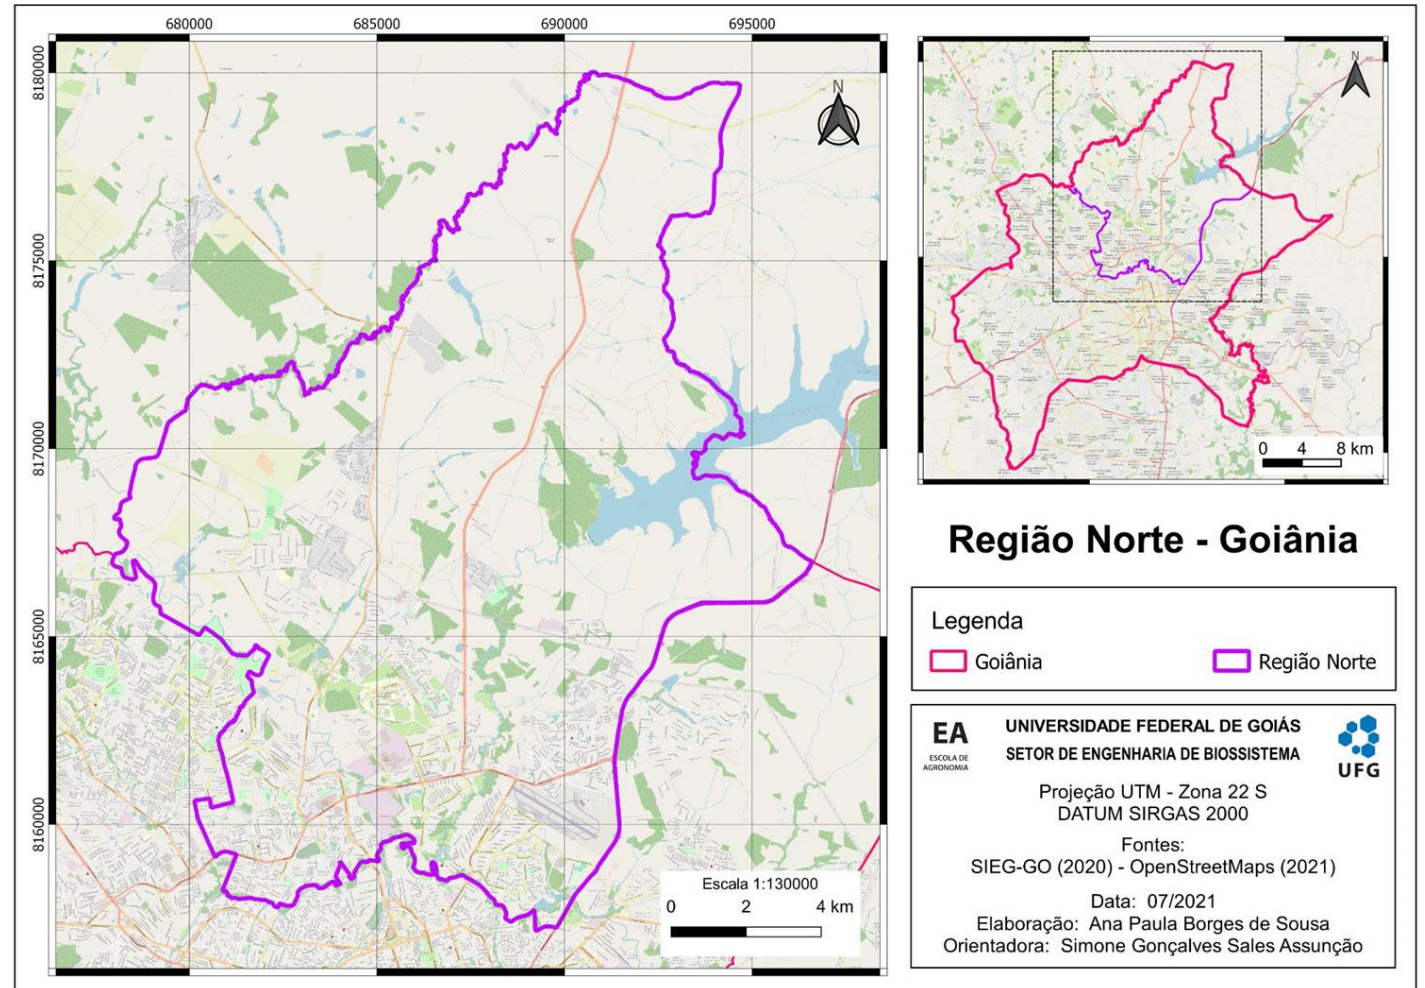 680000
685000
690000
695000
8180000
8175000
8170000
8165000
8160000
N
Escala 1:130000
0 2 4 km
N
0 4 8 km
Região Norte - Goiânia
Legenda
Goiânia
Região Norte
EA
ESCOLA DE
AGRONOMIA
UNIVERSIDADE FEDERAL DE GOIÁS
SETOR DE ENGENHARIA DE BIOSSISTEMA
UFG
Projeção UTM - Zona 22 S
DATUM SIRGAS 2000
Fontes:
SIEG-GO (2020) - OpenStreetMaps (2021)
Data: 07/2021
Elaboração: Ana Paula Borges de Sousa
Orientadora: Simone Gonçalves Sales Assunção